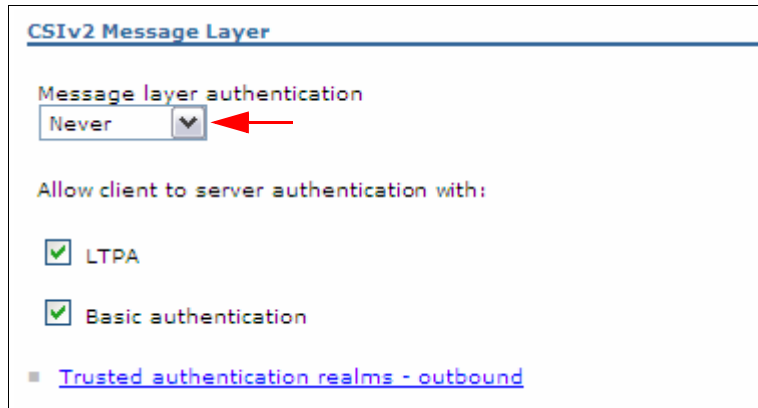 CSIv2 Message Layer
Message layer authentication
Never
Allow client to server authentication with:
LTPA
Basic authentication
Trusted authentication realms - outbound